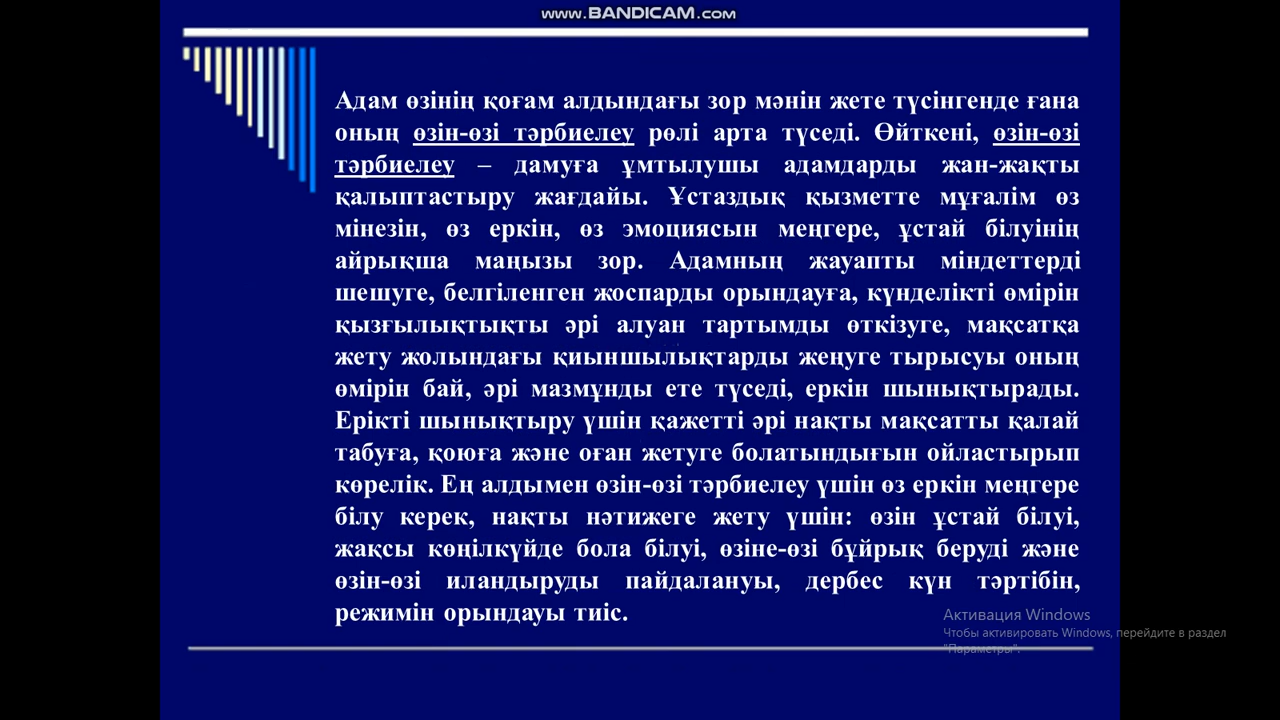 www.BANDICAM.com
Адам өзінің қоғам алдындағы зор мәнін жете түсінгенде ғана
оның өзін-өзі тәрбиелеу рөлі арта түседі. Өйткені, өзін-өзі
тәрбиелеу – дамуға ұмтылушы адамдарды жан-жақты
қалыптастыру жағдайы. Ұстаздық қызметте мұғалім өз
мінезін, өз еркін, өз эмоциясын меңгере, ұстай білуінің
айрықша маңызы зор. Адамның жауапты міндеттерді
шешуге, белгіленген жоспарды орындауға, күнделікті өмірін
қызғылықтықты әрі алуан тартымды өткізуге, мақсатқа
жету жолындағы қиыншылықтарды жеңуге тырысуы оның
өмірін бай, әрі мазмұнды ете түседі, еркін шынықтырады.
Ерікті шынықтыру үшін қажетті әрі нақты мақсатты қалай
табуға, қоюға және оған жетуге болатындығын ойластырып
көрелік. Ең алдымен өзін-өзі тәрбиелеу үшін өз еркін меңгере
білу керек, нақты нәтижеге жету үшін: өзін ұстай білуі,
жақсы көңілкүйде бола білуі, өзіне-өзі бұйрық беруді және
өзін-өзі иландыруды пайдалануы, дербес күн тәртібін,
режимін орындауы тиіс.
Активация Windows
Чтобы активировать Windows, перейдите в раздел
"Параметры".